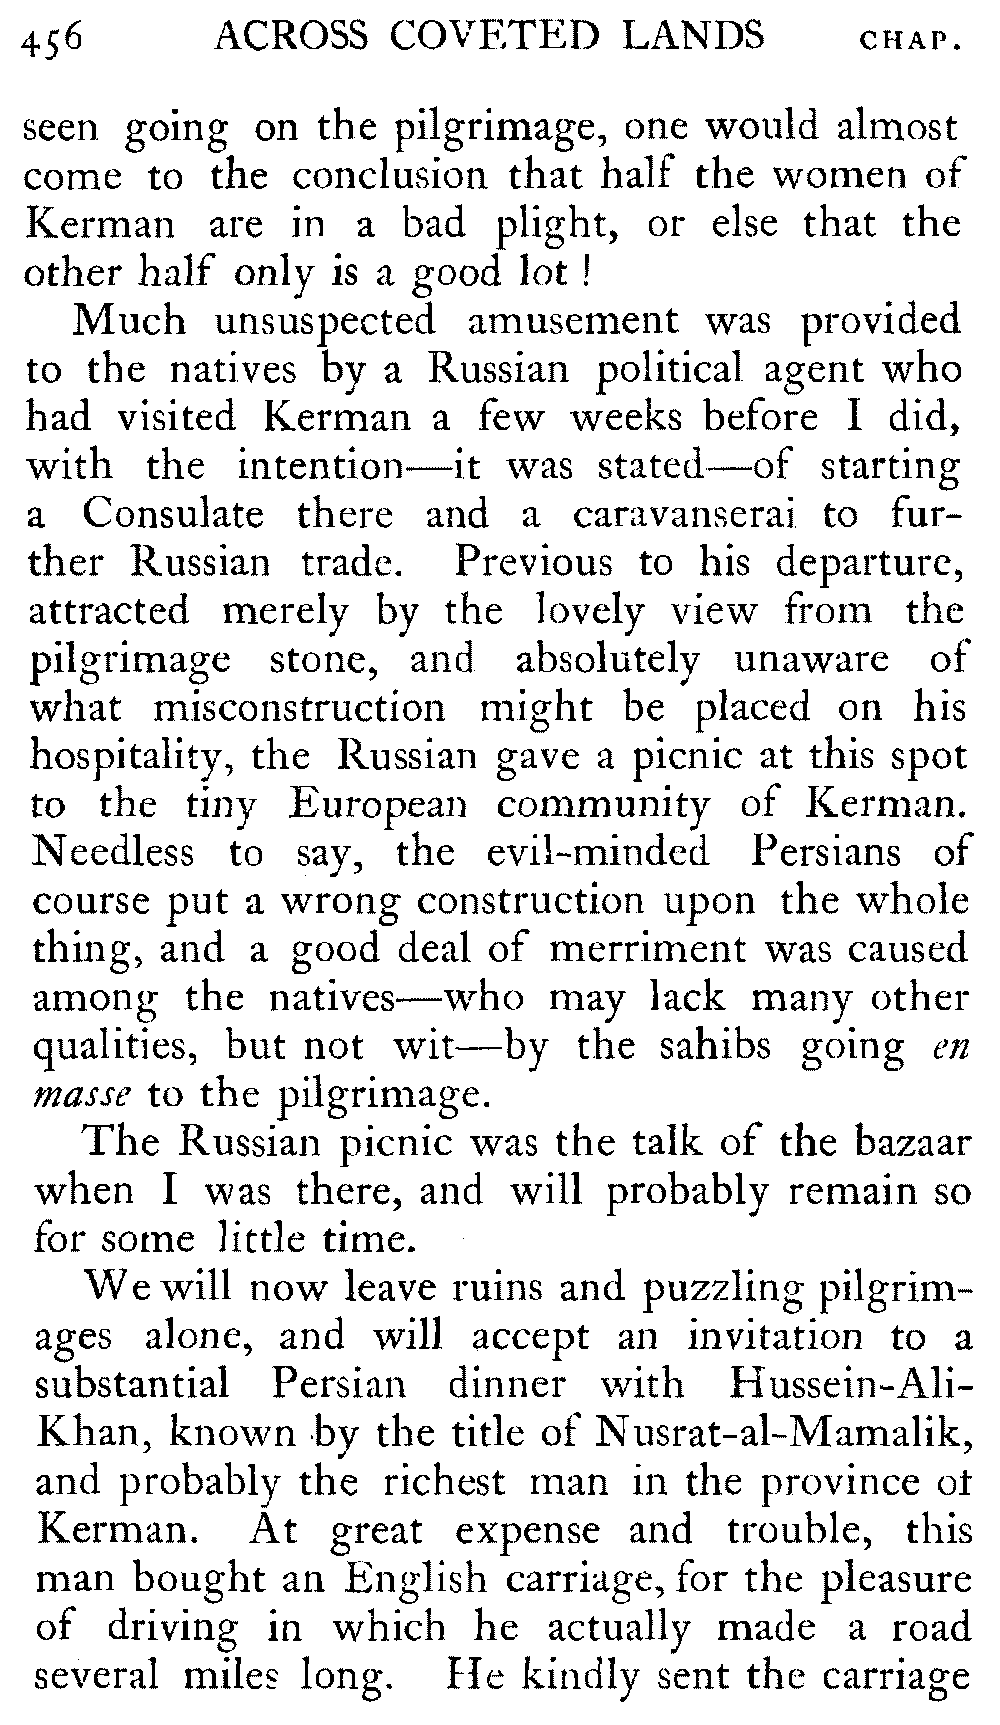 456 ACROSS COVETED LANDS CHAP.
seen going on the pilgrimage, one would almost
come to the conclusion that half the women of
Kerman are in a bad plight, or else that the
other half only is a good lot !
Much unsuspected amusement was provided
to the natives by a Russian political agent who
had visited Kerman a few weeks before I did,
with the intention—it was stated—of starting
a Consulate there and a caravanserai to fur-
ther Russian trade. Previous to his departure,
attracted merely by the lovely view from the
pilgrimage stone, and absolutely unaware of
what misconstruction might be placed on his
hospitality, the Russian gave a picnic at this spot
to the tiny European community of Kerman.
Needless to say, the evil-minded Persians of
course put a wrong construction upon the whole
thing, and a good deal of merriment was caused
among the natives—who may lack many other
qualities, but not wit—by the sahibs going en
masse to the pilgrimage.
The Russian picnic was the talk of the bazaar
when I was there, and will probably remain so
for some little time.
We will now leave ruins and puzzling pilgrim-
ages alone, and will accept an invitation to a
substantial Persian dinner with Hussein-Ali-
Khan, known by the title of Nusrat-al-Mamalik,
and probably the richest man in the province of
Kerman. At great expense and trouble, this
man bought an English carriage, for the pleasure
of driving in which he actually made a road
several miles long. He kindly sent the carriage